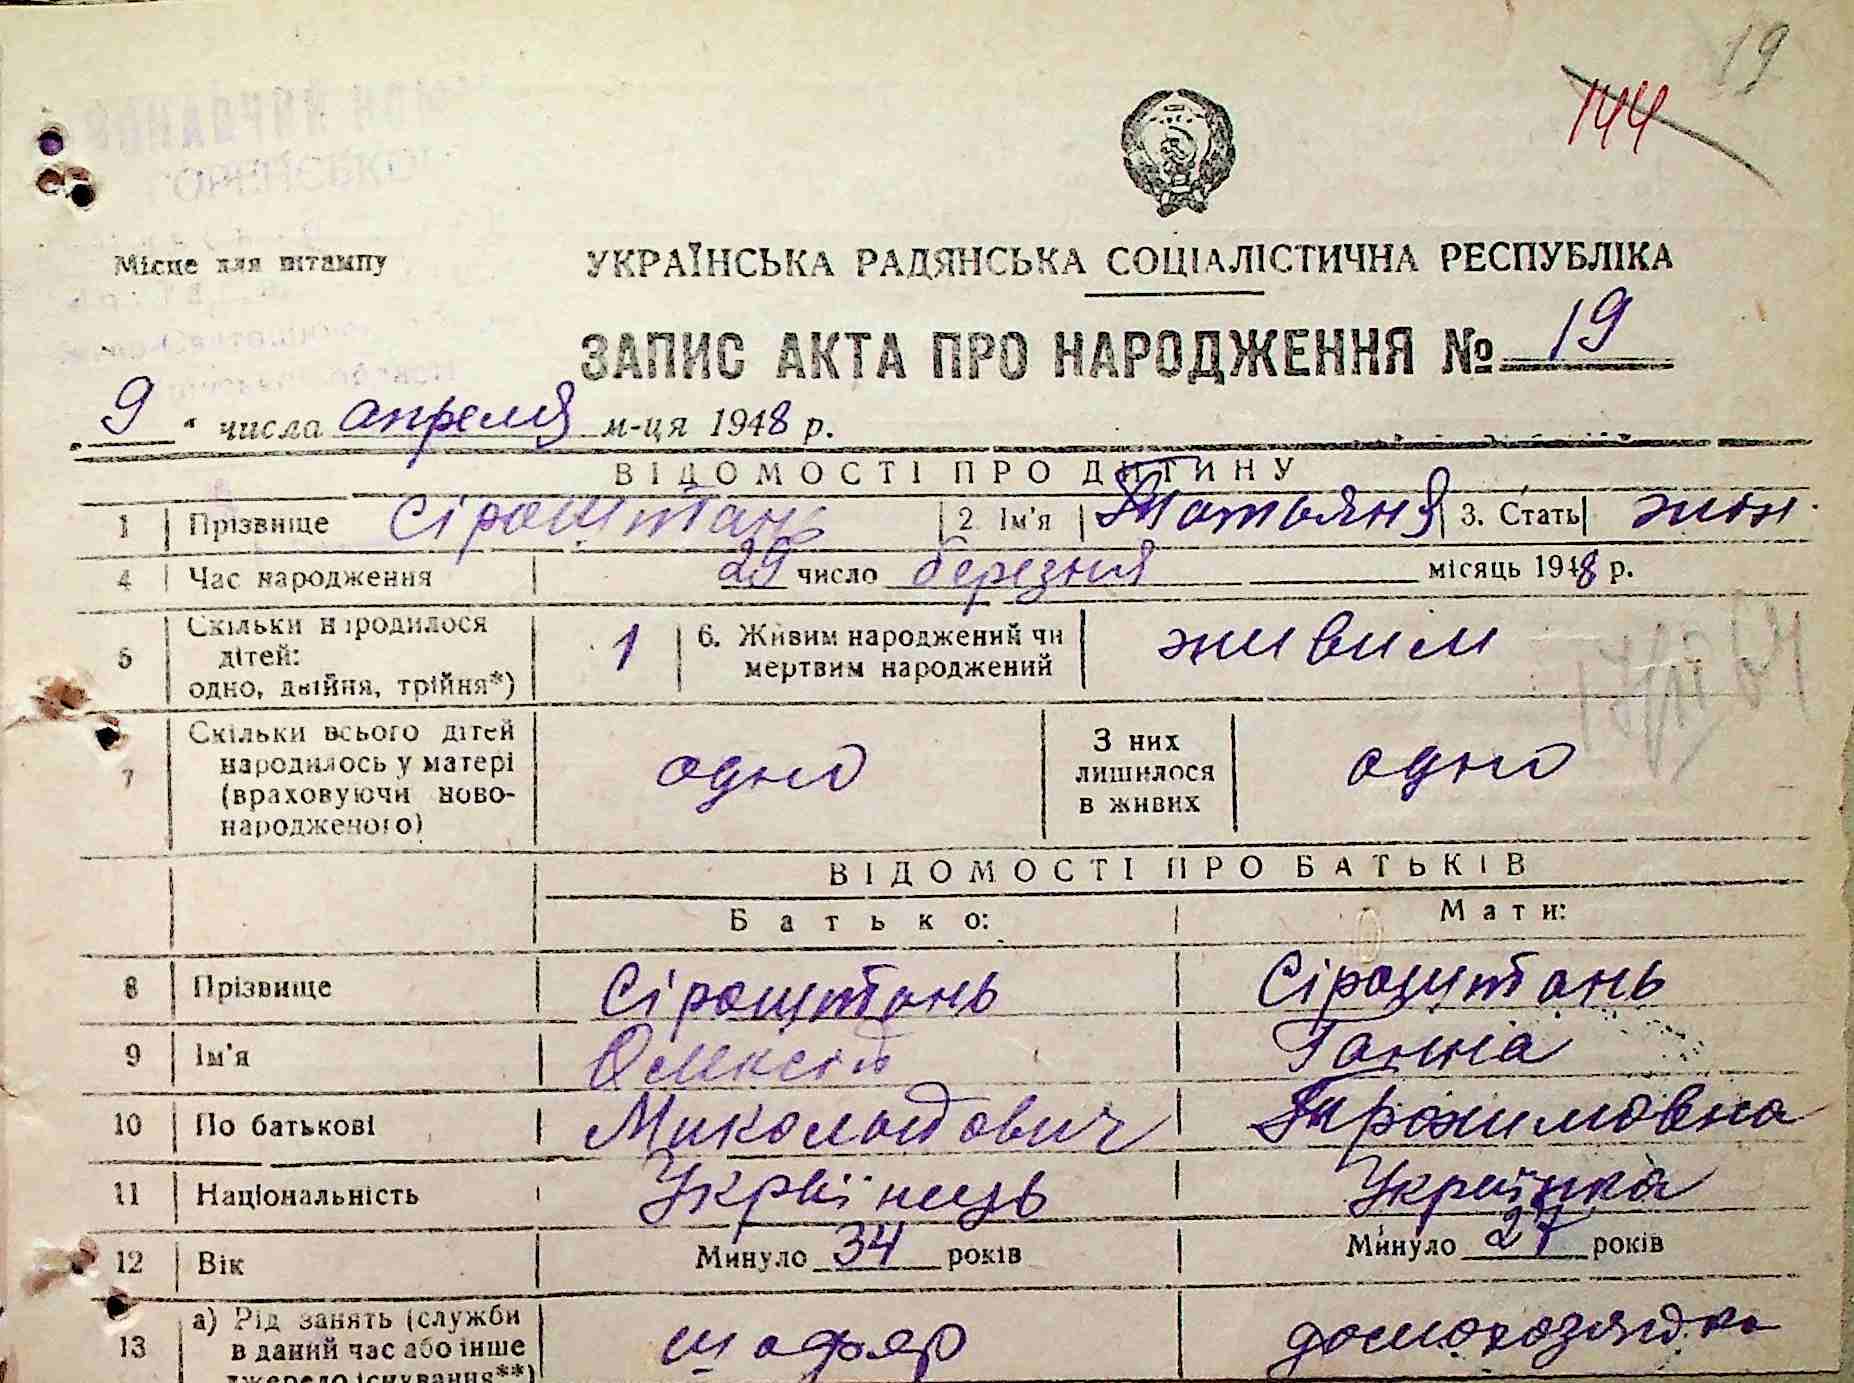 19
144
Місце для штампу
УКРАЇНСЬКА РАДЯНСЬКА СОЦІАЛІСТИЧНА РЕСПУБЛІКА
ЗАПИС АКТА ПРО НАРОДЖЕННЯ № 19
9 " числа апреля м-ця 1948 р.
ВІДОМОСТІ ПРО ДИТИНУ
1 Прізвище Сіроштань 2 Ім'я Татьяна 3. Стать жін.
4 Час народження 29 число березня місяць 1948 р.
5 Скільки народилося дітей: одно, двійня, трійня*) 1 6. Живим народжений чи мертвим народжений живим
7 Скільки всього дітей народилось у матері (враховуючи ново-народженого) одно З них лишилося в живих одно
ВІДОМОСТІ ПРО БАТЬКІВ
Батько: Мати:
8 Прізвище Сіроштань Сіроштань
9 Ім'я Олексій Ганна
10 По батькові Миколайович Трохимовна
11 Національність Українець Українка
12 Вік Минуло 34 років Минуло 27 років
13 а) Рід занять (служби в даний час або інше джерело існування**) шофер домохозяйка